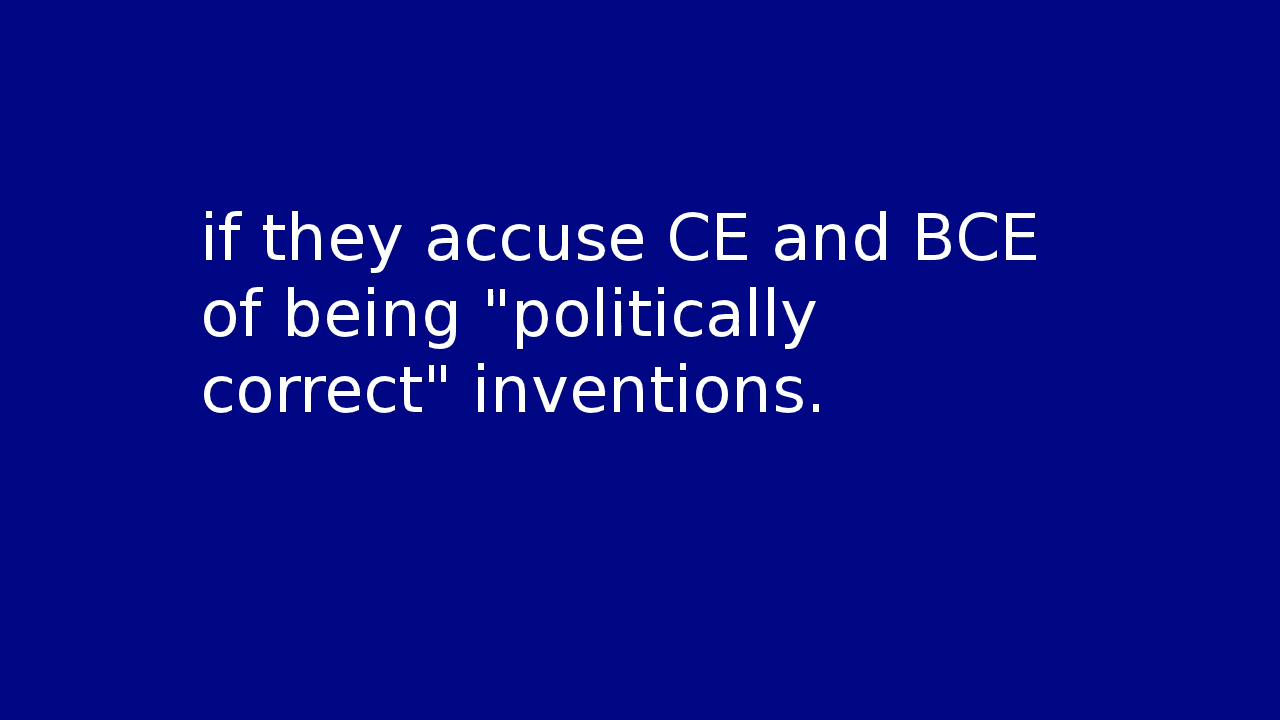 if they accuse CE and BCE
of being "politically
correct" inventions.